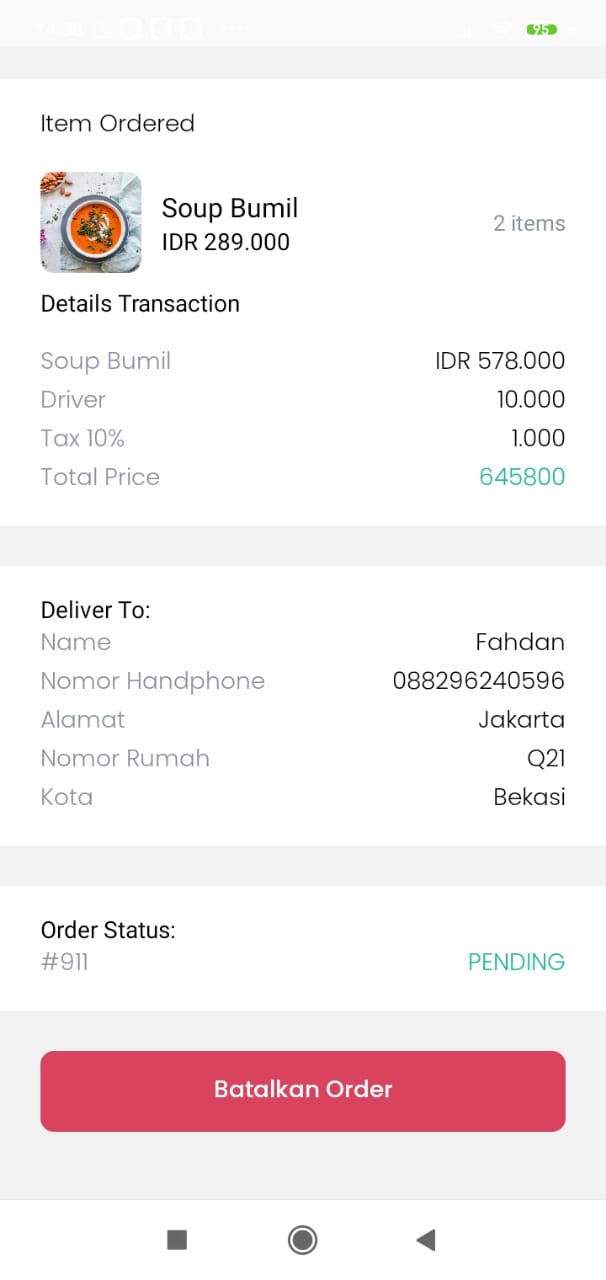 14.38
95
Item Ordered
Soup Bumil
IDR 289.000
2 items
Details Transaction
Soup Bumil IDR 578.000
Driver 10.000
Tax 10% 1.000
Total Price 645800
Deliver To:
Name Fahdan
Nomor Handphone 088296240596
Alamat Jakarta
Nomor Rumah Q21
Kota Bekasi
Order Status:
#911 PENDING
Batalkan Order